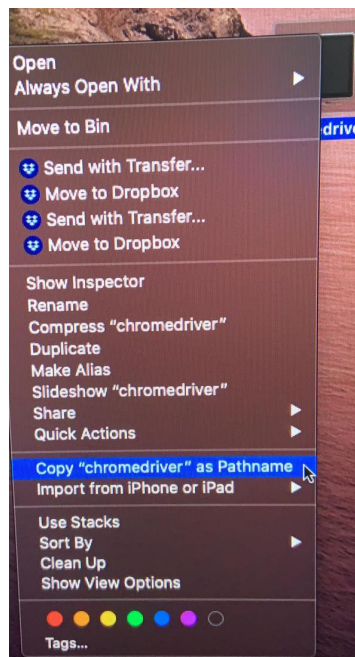 Open
Always Open With
Move to Bin
Send with Transfer...
Move to Dropbox
Send with Transfer...
Move to Dropbox
Show Inspector
Rename
Compress “chromedriver”
Duplicate
Make Alias
Slideshow “chromedriver”
Share
Quick Actions
Copy “chromedriver” as Pathname
Import from iPhone or iPad
Use Stacks
Sort By
Clean Up
Show View Options
Tags...